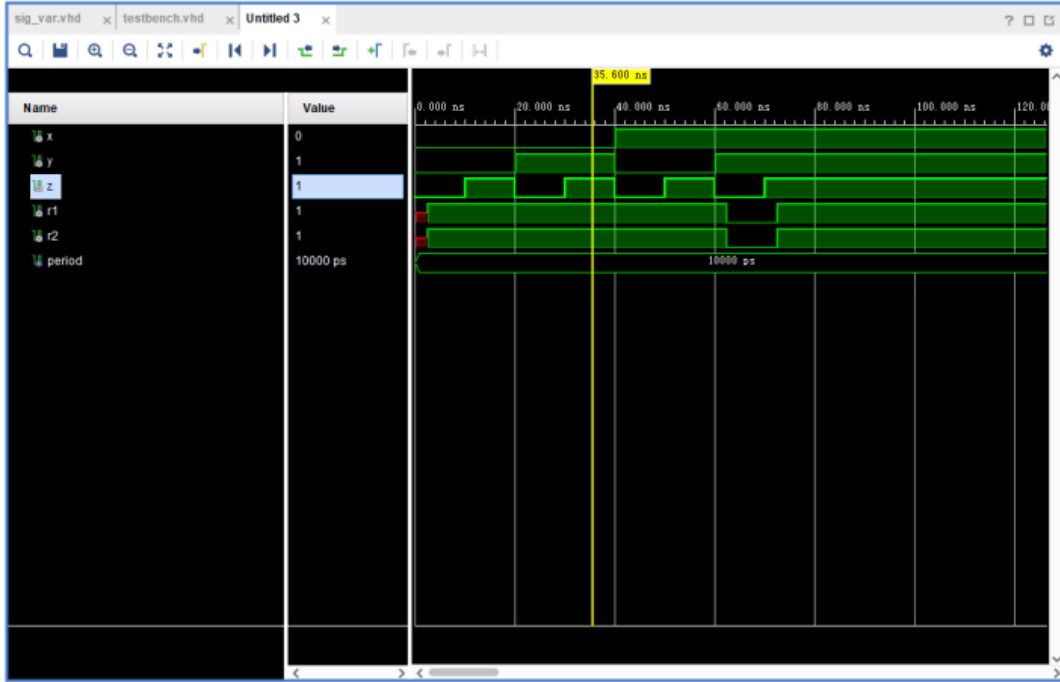 sig_var.vhd × testbench.vhd × Untitled 3 × ?
35.600 ns
Name Value 0.000 ns 20.000 ns 40.000 ns 60.000 ns 80.000 ns 100.000 ns 120.0
x 0
y 1
z 1
r1 1
r2 1
period 10000 ps 10000 ps